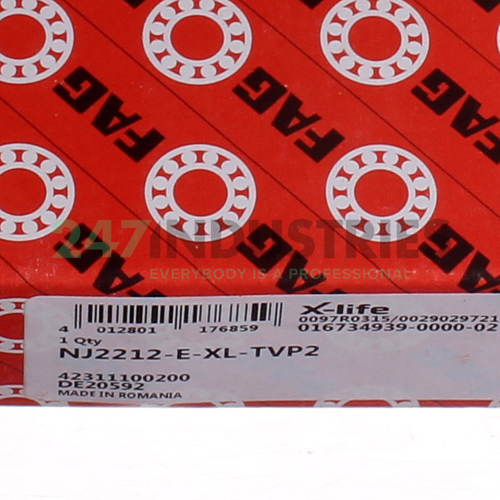 FAG
FAG
FAG
FAG
FAG
247INDUSTRIES
EVERYBODY IS A PROFESSIONAL
X-life
4 012801 176859
0097R0315/0029029721
016734939-0000-02
1 Qty
NJ2212-E-XL-TVP2
42311100200
DE20592
MADE IN ROMANIA